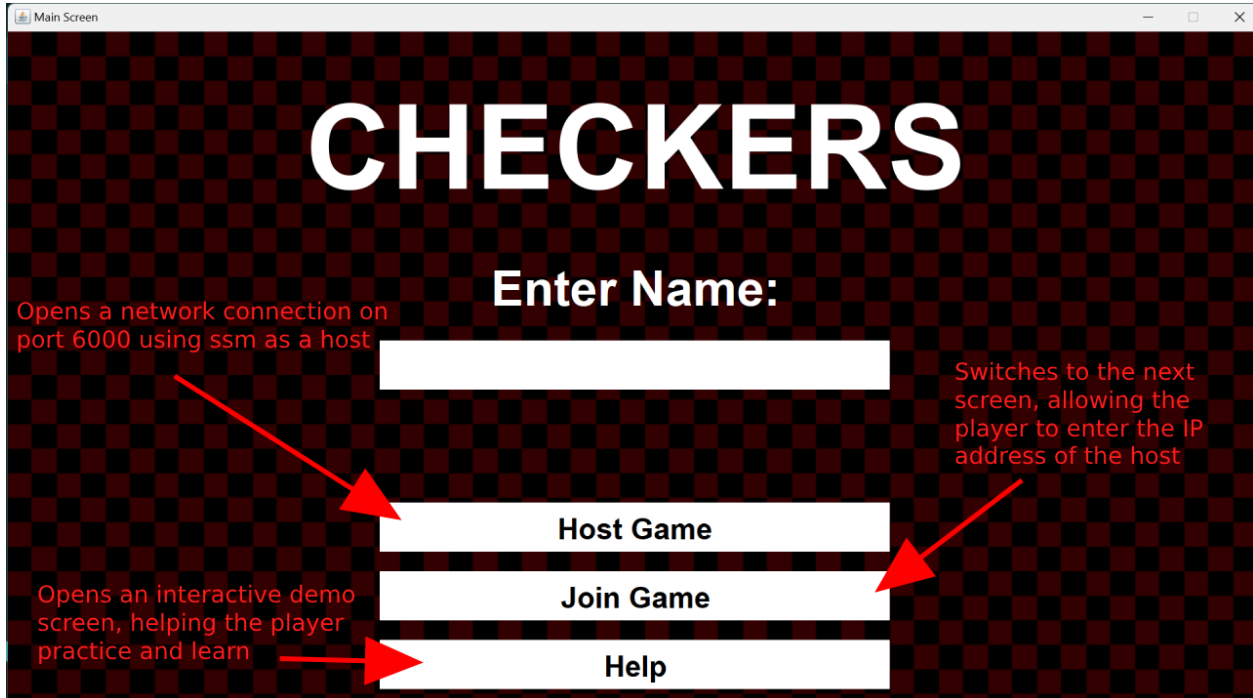 Main Screen
CHECKERS
Enter Name:
Opens a network connection on
port 6000 using ssm as a host
Switches to the next
screen, allowing the
player to enter the IP
address of the host
Host Game
Join Game
Opens an interactive demo
screen, helping the player
practice and learn
Help